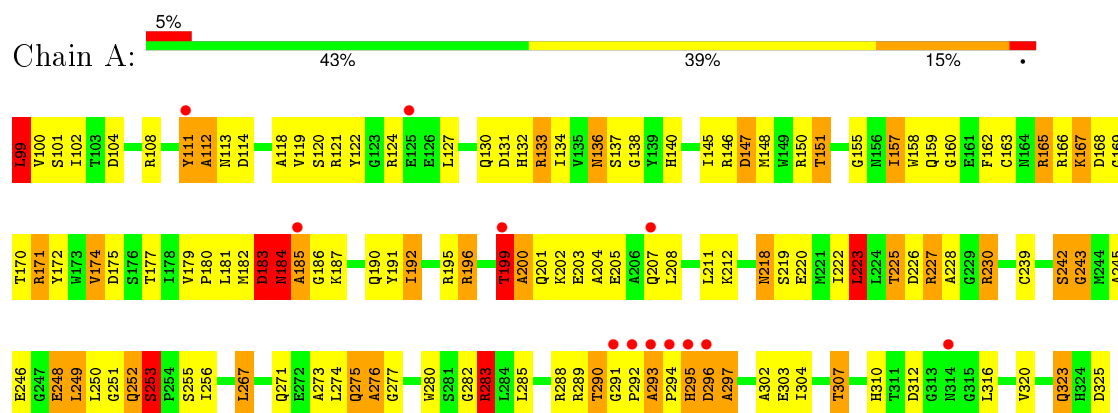 5%
Chain A:
43% 39% 15% •
L99 V100 S101 I102 T103 D104 R108 Y111 A112 N113 D114 A118 V119 S120 R121 Y122 G123 R124 E125 E126 L127 Q130 D131 H132 R133 I134 V135 N136 S137 G138 Y139 H140 I145 R146 D147 M148 W149 R150 T151 G155 N156 I157 W158 Q159 G160 E161 F162 C163 N164 R165 R166 K167 D168 G169
T170 R171 Y172 W173 V174 D175 S176 T177 I178 V179 P180 L181 M182 D183 N184 A185 G186 K187 Q190 Y191 I192 R195 R196 T199 A200 Q201 K202 E203 A204 E205 A206 Q207 L208 L211 K212 N218 S219 E220 M221 I222 L223 L224 T225 D226 R227 A228 G229 R230 C239 S242 G243 M244 A245
E246 G247 E248 L249 L250 G251 Q252 S253 P254 S255 I256 L267 Q271 E272 A273 L274 Q275 A276 G277 W280 S281 G282 R283 L284 L285 R288 R289 T290 G291 P292 A293 P294 H295 D296 A297 A302 E303 I304 T307 H310 T311 D312 G313 N314 G315 L316 V320 Q323 H324 D325